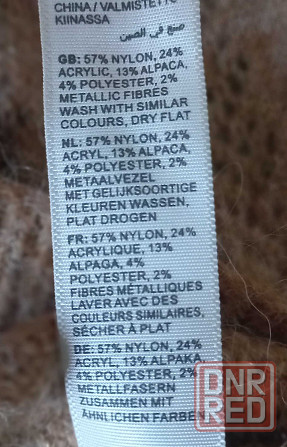 CHINA / VALMISTETTU
KIINASSA
صنع في الصين
GB: 57% NYLON, 24%
ACRYLIC, 13% ALPACA,
4% POLYESTER, 2%
METALLIC FIBRES
WASH WITH SIMILAR
COLOURS, DRY FLAT
NL: 57% NYLON, 24%
ACRYL, 13% ALPACA,
4% POLYESTER, 2%
METAALVEZEL
MET GELIJKSOORTIGE
KLEUREN WASSEN,
PLAT DROGEN
FR: 57% NYLON, 24%
ACRYLIQUE, 13%
ALPAGA, 4%
POLYESTER, 2%
FIBRES MÉTALLIQUES
LAVER AVEC DES
COULEURS SIMILAIRES,
SÉCHER À PLAT
DE: 57% NYLON, 24%
ACRYL, 13% ALPAKA,
4% POLYESTER, 2%
METALLFASERN
ZUSAMMEN MIT
ÄHNLICHEN FARBEN
DNR
RED